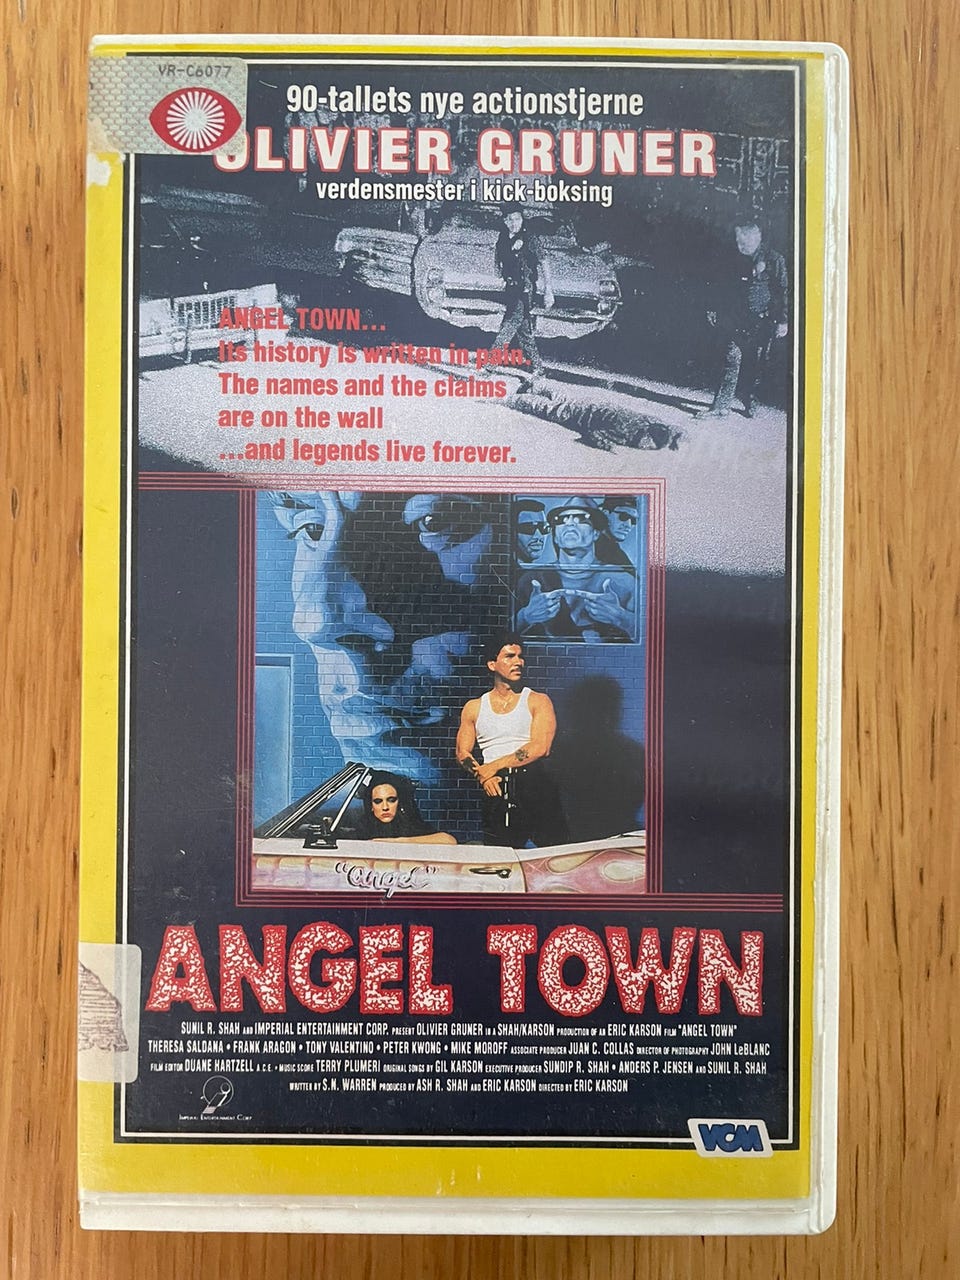 VR-C6077
90-tallets nye actionstjerne
OLIVIER GRUNER
verdensmester i kick-boksing
ANGEL TOWN...
Its history is written in pain.
The names and the claims
are on the wall
...and legends live forever.
"Angel"
ANGEL TOWN
SUNIL R. SHAH AND IMPERIAL ENTERTAINMENT CORP. PRESENT OLIVIER GRUNER IN A SHAH/KARSON PRODUCTION OF AN ERIC KARSON FILM "ANGEL TOWN"
THERESA SALDANA • FRANK ARAGON • TONY VALENTINO • PETER KWONG • MIKE MOROFF ASSOCIATE PRODUCER JUAN C. COLLAS DIRECTOR OF PHOTOGRAPHY JOHN LeBLANC
FILM EDITOR DUANE HARTZELL A.C.E. • MUSIC SCORE TERRY PLUMERI ORIGINAL SONGS BY GIL KARSON EXECUTIVE PRODUCER SUNDIP R. SHAH • ANDERS P. JENSEN AND SUNIL R. SHAH
WRITTEN BY S.N. WARREN PRODUCED BY ASH R. SHAH AND ERIC KARSON DIRECTED BY ERIC KARSON
IMPERIAL ENTERTAINMENT CORP
VCM